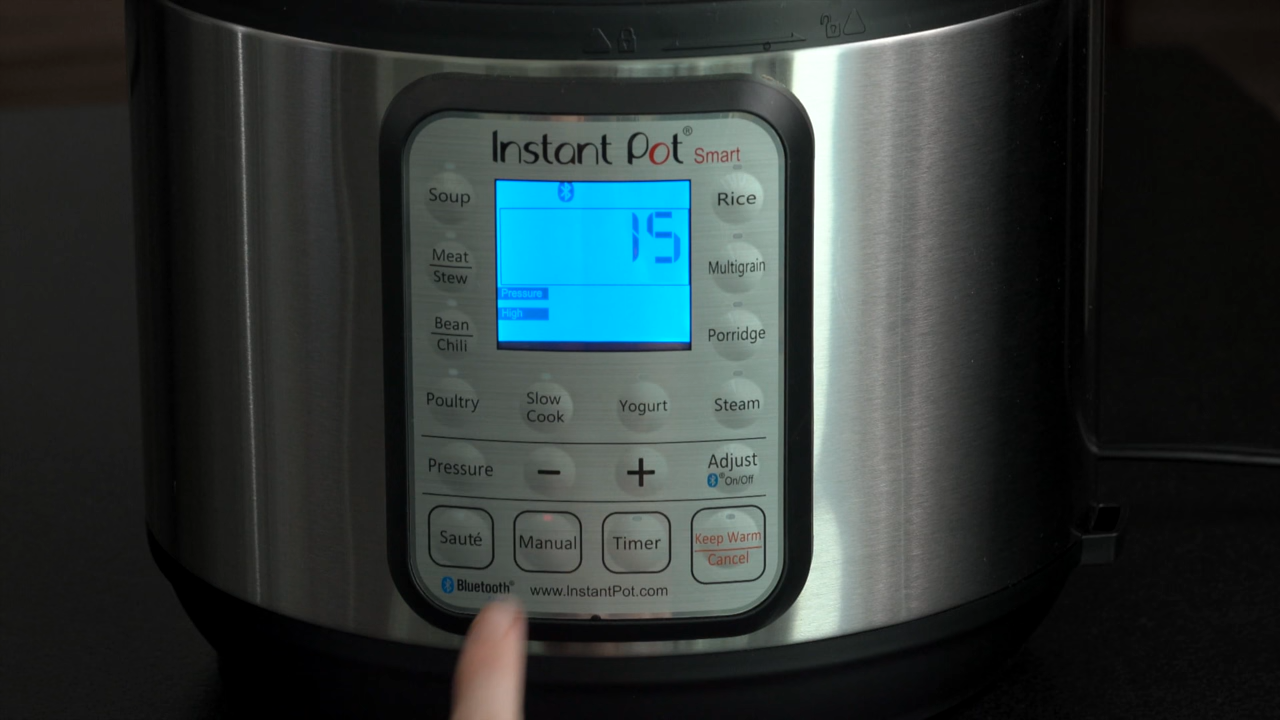 Instant Pot® Smart
Soup
15
Rice
Meat
Stew
Multigrain
Pressure
High
Bean
Chili
Porridge
Poultry
Slow
Cook
Yogurt
Steam
Pressure
−
+
Adjust
® On/Off
Sauté
Manual
Timer
Keep Warm
Cancel
Bluetooth®
www.InstantPot.com